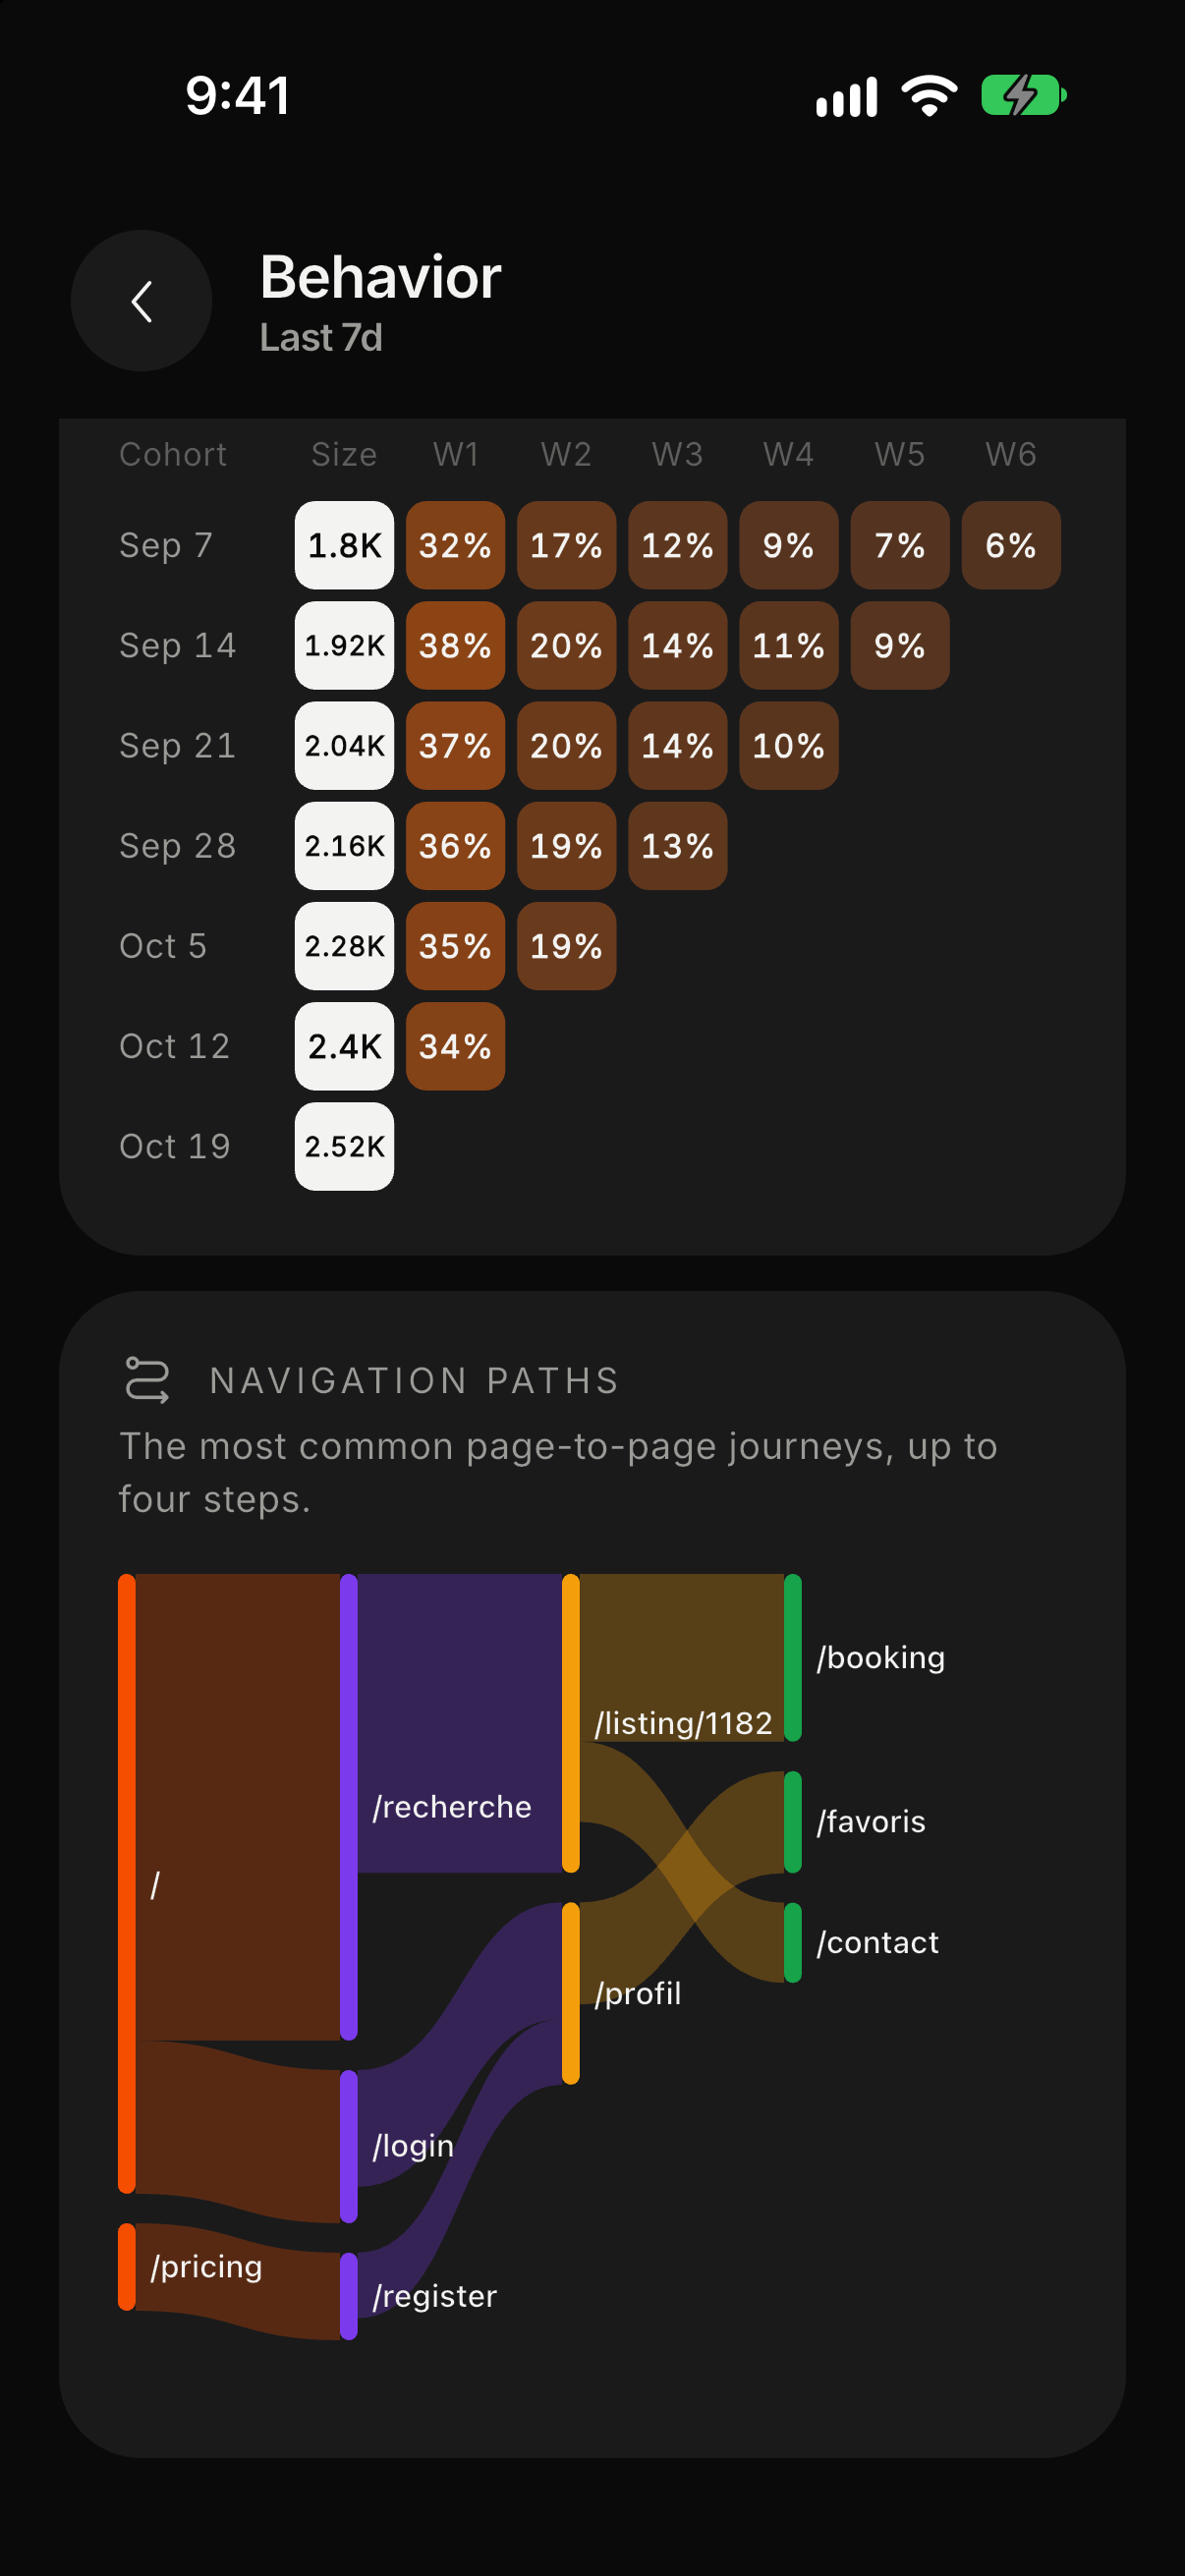 9:41
Behavior
Last 7d
Cohort Size W1 W2 W3 W4 W5 W6
Sep 7 1.8K 32% 17% 12% 9% 7% 6%
Sep 14 1.92K 38% 20% 14% 11% 9%
Sep 21 2.04K 37% 20% 14% 10%
Sep 28 2.16K 36% 19% 13%
Oct 5 2.28K 35% 19%
Oct 12 2.4K 34%
Oct 19 2.52K
NAVIGATION PATHS
The most common page-to-page journeys, up to
four steps.
/booking
/listing/1182
/recherche
/favoris
/
/contact
/profil
/login
/pricing
/register